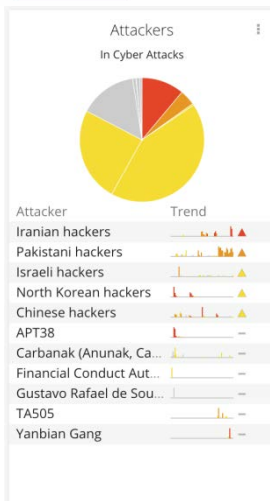 Attackers
In Cyber Attacks
Attacker Trend
Iranian hackers
Pakistani hackers
Israeli hackers
North Korean hackers
Chinese hackers
APT38
Carbanak (Anunak, Ca...
Financial Conduct Aut...
Gustavo Rafael de Sou...
TA505
Yanbian Gang